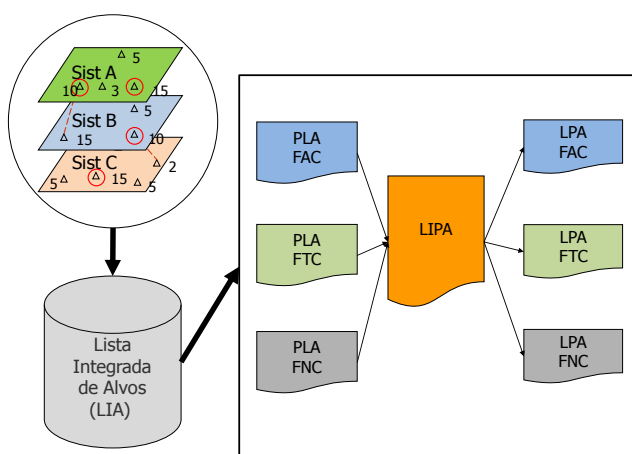 5
Sist A
10
3
15
5
Sist B
15
10
Sist C
2
5
15
5
Lista
Integrada
de Alvos
(LIA)
PLA
FAC
PLA
FTC
PLA
FNC
LIPA
LPA
FAC
LPA
FTC
LPA
FNC